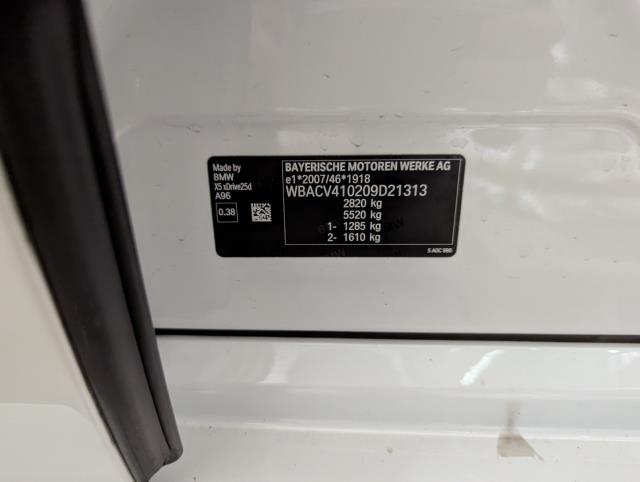 Made by
BMW
X5 xDrive25d
A96
0.38
BAYERISCHE MOTOREN WERKE AG
e1*2007/46*1918
WBACV410209D21313
2820 kg
5520 kg
1- 1285 kg
2- 1610 kg